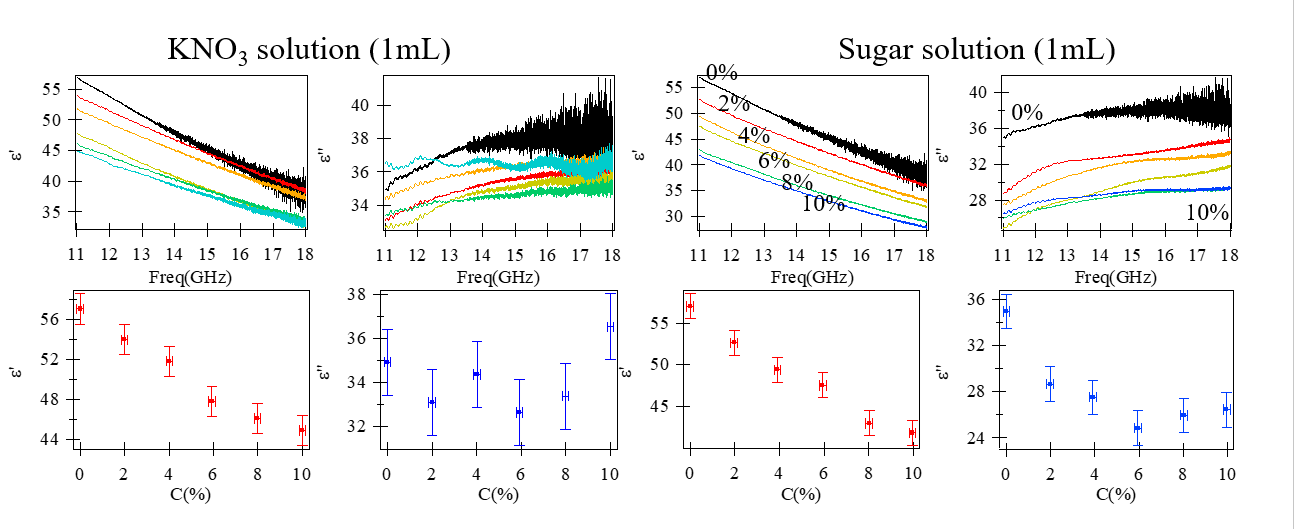 KNO₃ solution (1mL)
Sugar solution (1mL)
55
50
45
40
35
ε'
11 12 13 14 15 16 17 18
Freq(GHz)
40
38
36
34
ε"
11 12 13 14 15 16 17 18
Freq(GHz)
55
50
45
40
35
30
ε'
0%
2%
4%
6%
8%
10%
11 12 13 14 15 16 17 18
Freq(GHz)
40
36
32
28
ε"
0%
10%
11 12 13 14 15 16 17 18
Freq(GHz)
56
52
48
44
ε'
0 2 4 6 8 10
C(%)
38
36
34
32
ε"
0 2 4 6 8 10
C(%)
55
50
45
ε'
0 2 4 6 8 10
C(%)
36
32
28
24
ε"
0 2 4 6 8 10
C(%)